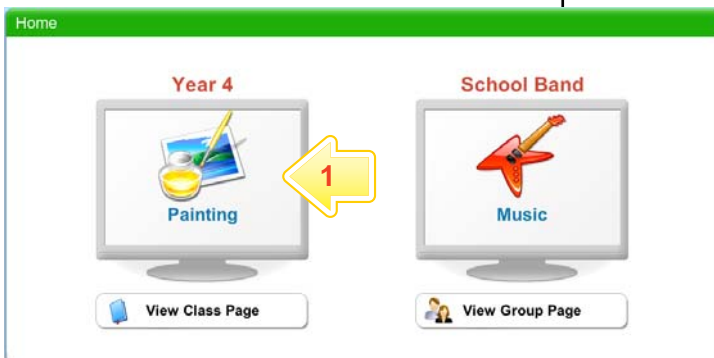 Home
Year 4
School Band
1
Painting
Music
View Class Page
View Group Page